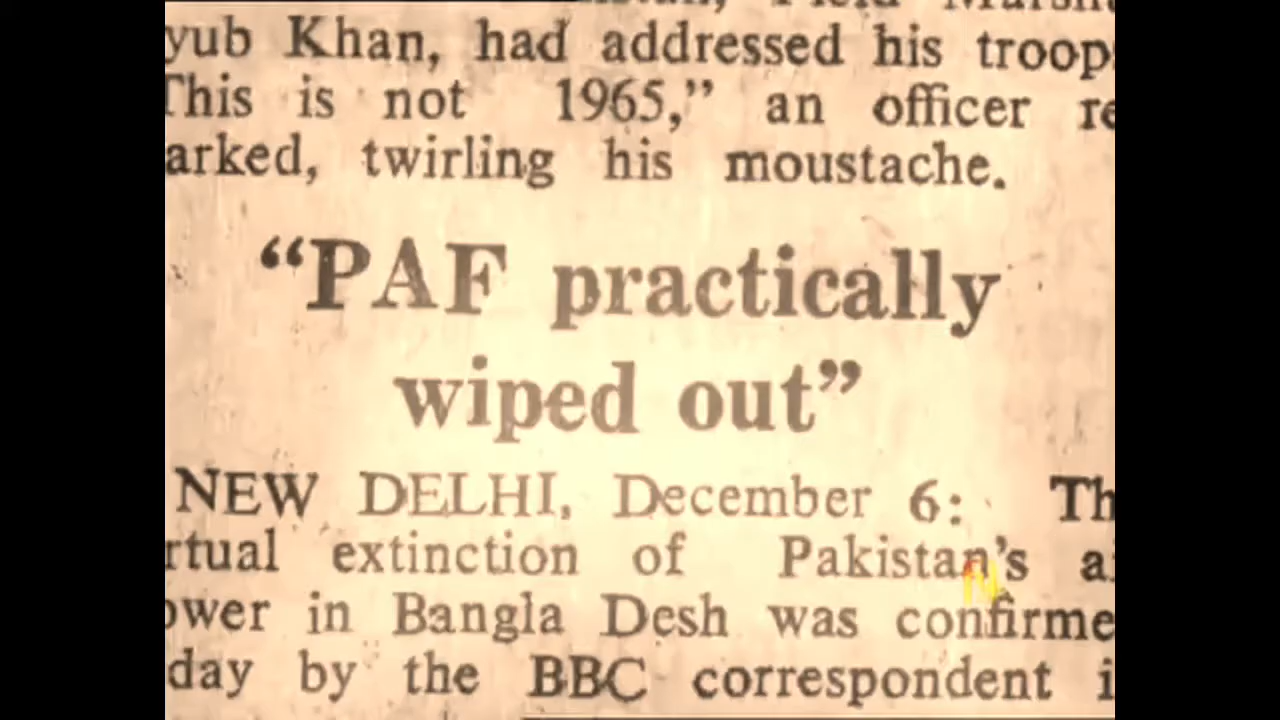 yub Khan, had addressed his troop
This is not 1965,” an officer re
arked, twirling his moustache.
“PAF practically
wiped out”
NEW DELHI, December 6: Th
rtual extinction of Pakistan’s a
ower in Bangla Desh was confirme
day by the BBC correspondent i